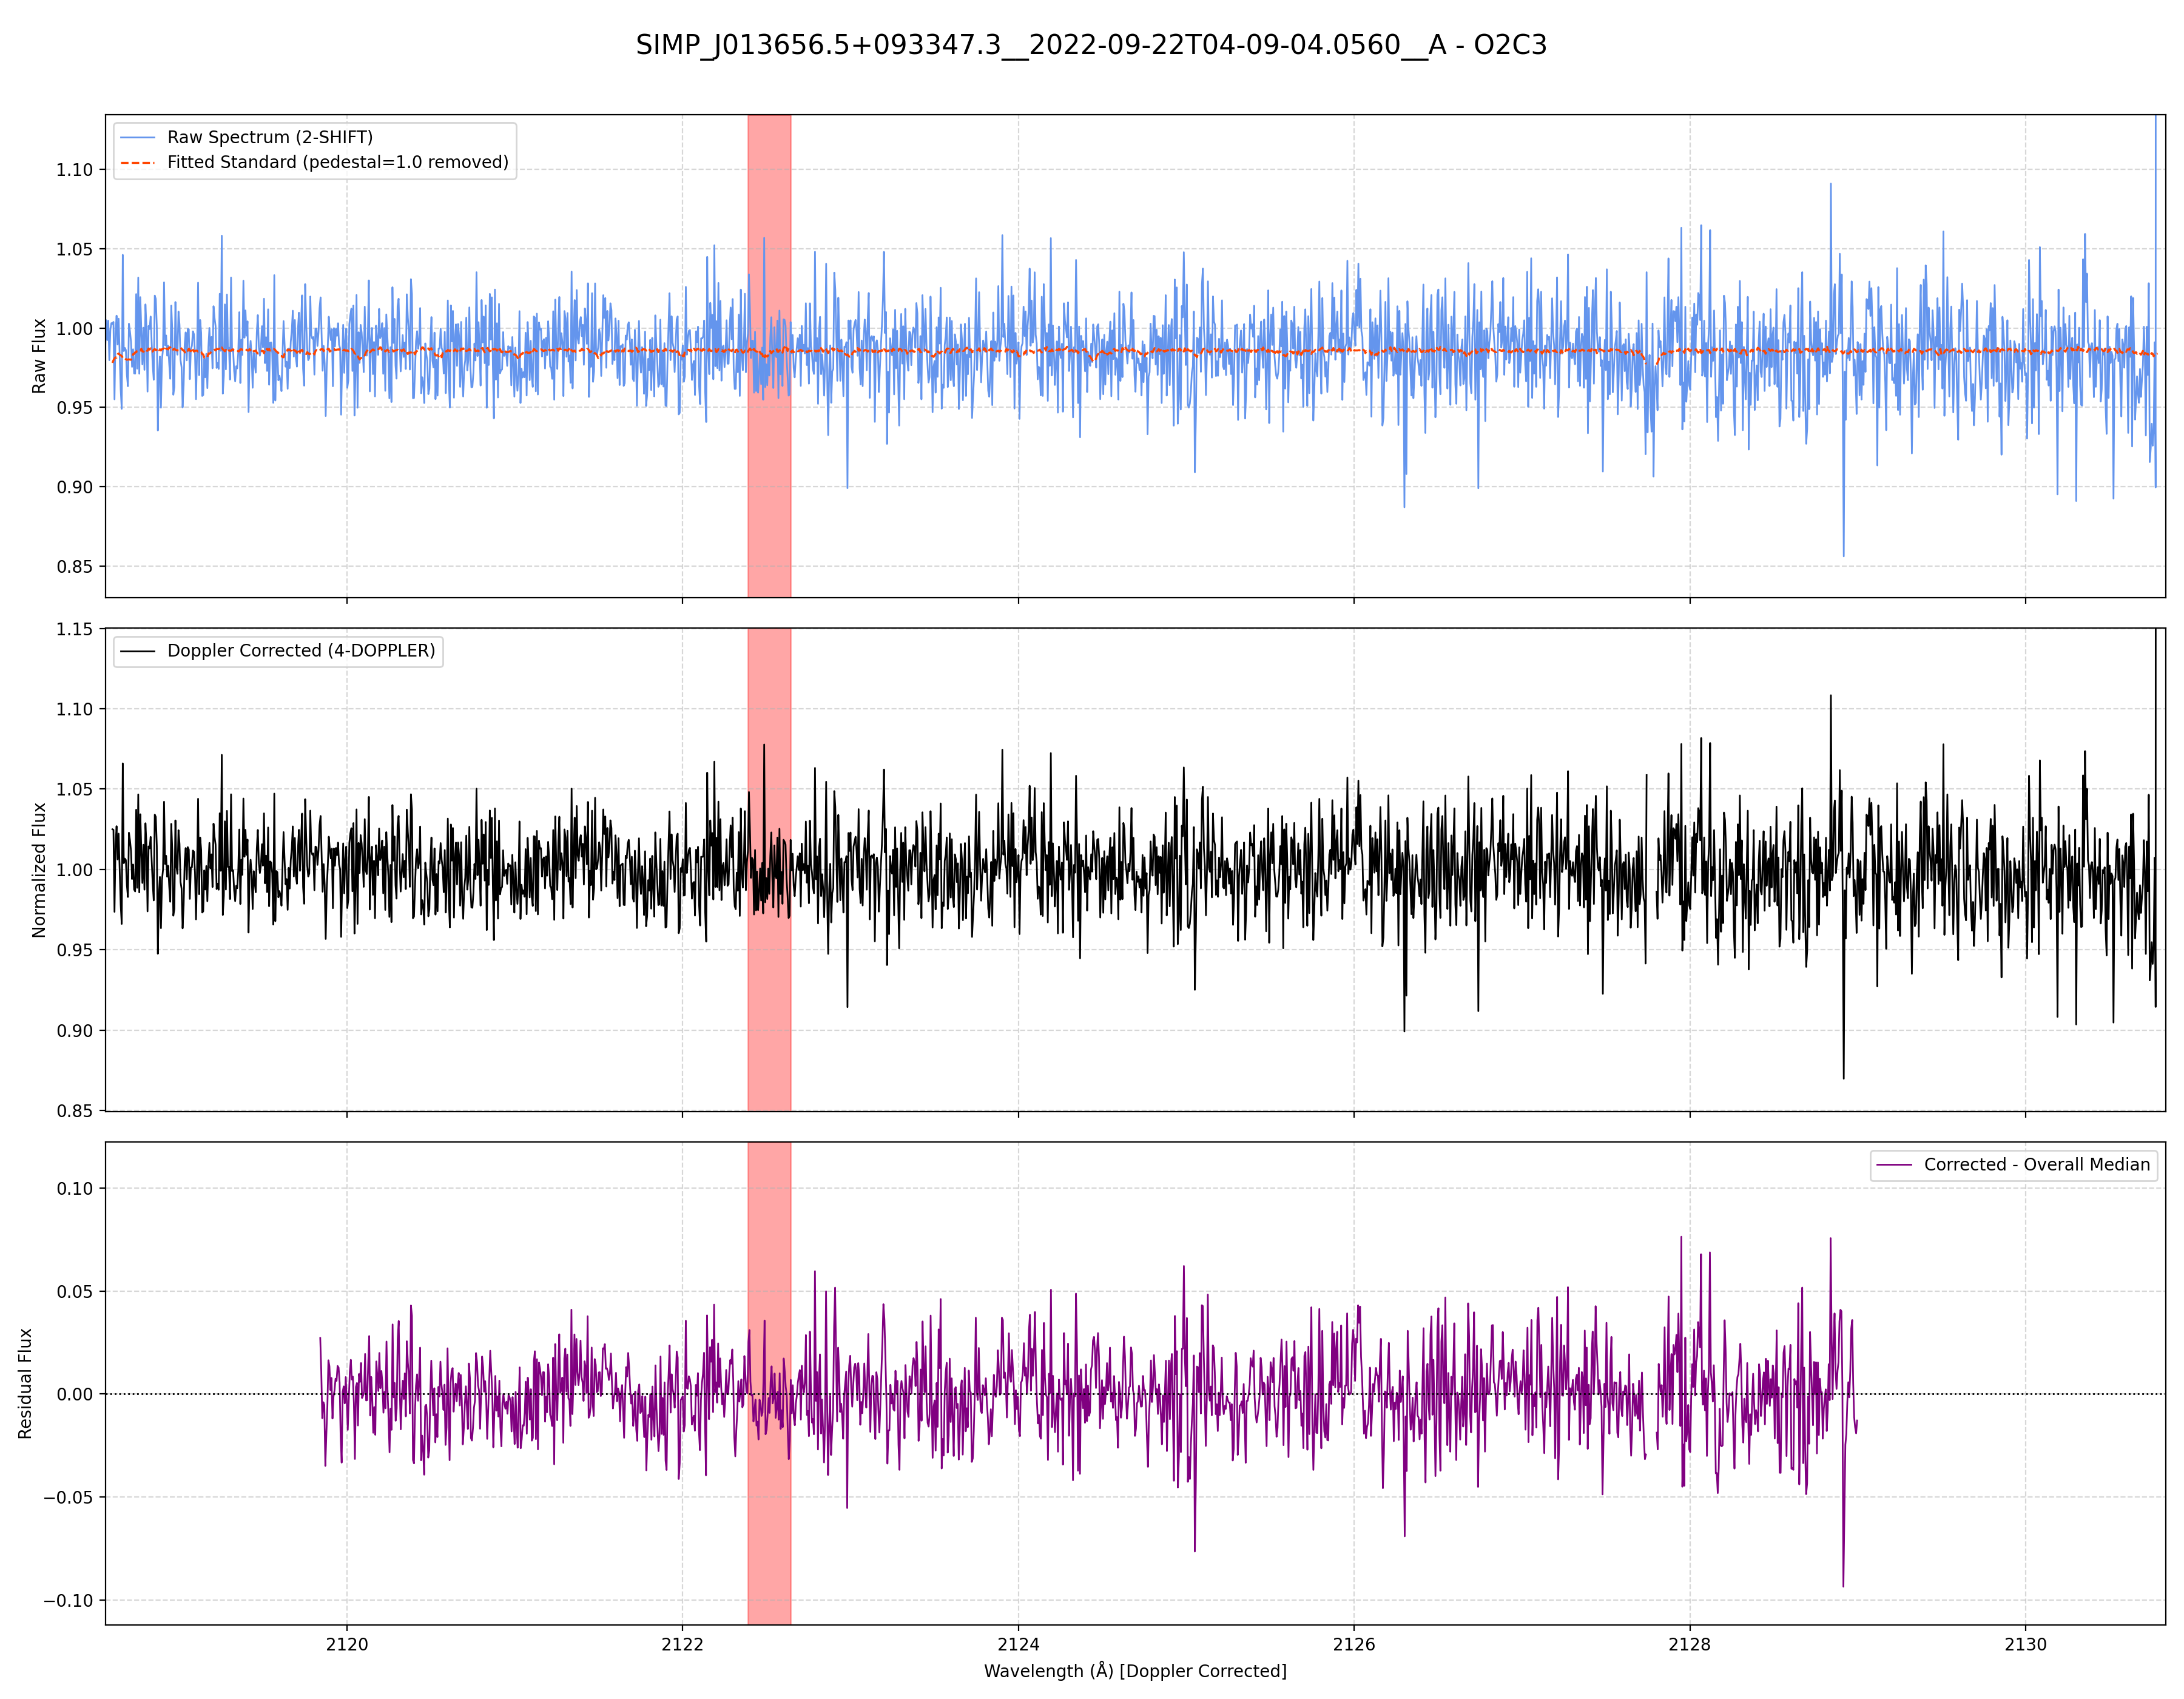 SIMP_J013656.5+093347.3__2022-09-22T04-09-04.0560__A - O2C3
Raw Spectrum (2-SHIFT)
Fitted Standard (pedestal=1.0 removed)
Raw Flux
1.10
1.05
1.00
0.95
0.90
0.85
Doppler Corrected (4-DOPPLER)
Normalized Flux
1.15
1.10
1.05
1.00
0.95
0.90
0.85
Corrected - Overall Median
Residual Flux
0.10
0.05
0.00
−0.05
−0.10
2120 2122 2124 2126 2128 2130
Wavelength (Å) [Doppler Corrected]